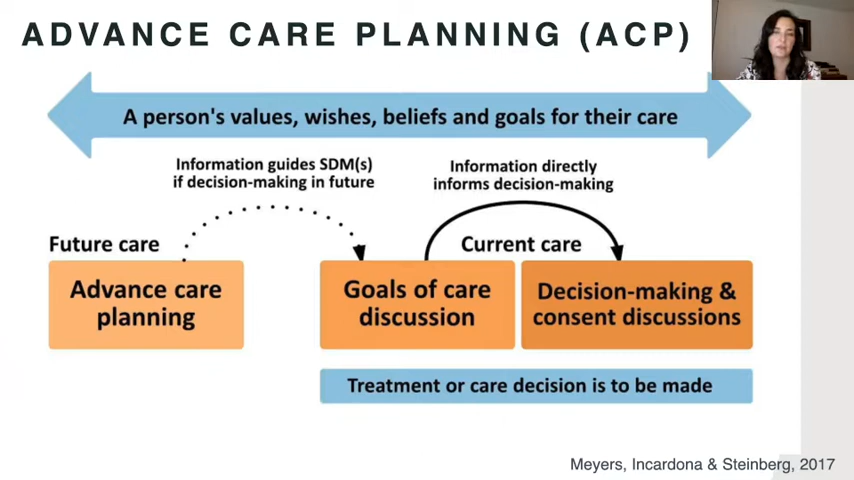 ADVANCE CARE PLANNING (ACP)
A person's values, wishes, beliefs and goals for their care
Information guides SDM(s)
if decision-making in future
Information directly
informs decision-making
Future care
Current care
Advance care
planning
Goals of care
discussion
Decision-making &
consent discussions
Treatment or care decision is to be made
Meyers, Incardona & Steinberg, 2017